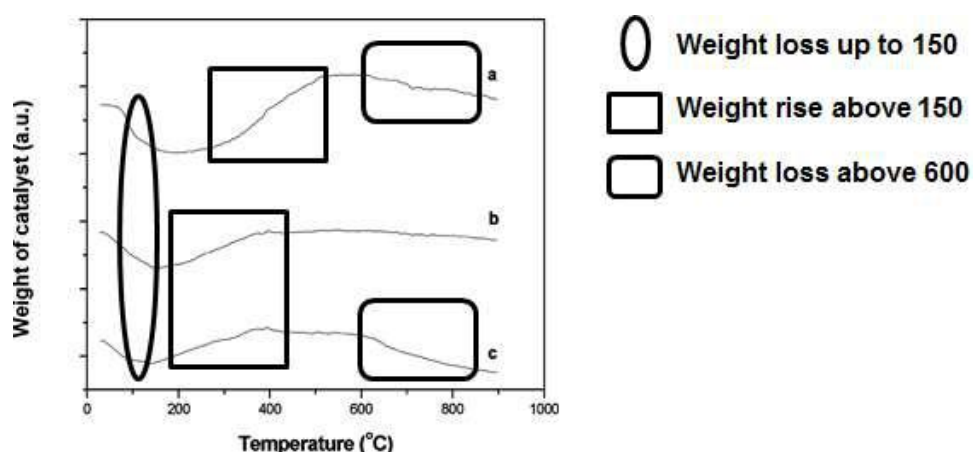 Weight of catalyst (a.u.)
a
b
c
0
200
400
600
800
1000
Temperature (°C)
Weight loss up to 150
Weight rise above 150
Weight loss above 600